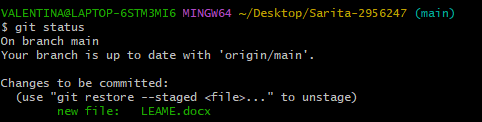 VALENTINA@LAPTOP-6STM3MI6 MINGW64 ~/Desktop/Sarita-2956247 (main)
$ git status
On branch main
Your branch is up to date with 'origin/main'.

Changes to be committed:
  (use "git restore --staged <file>..." to unstage)
        new file:   LEAME.docx